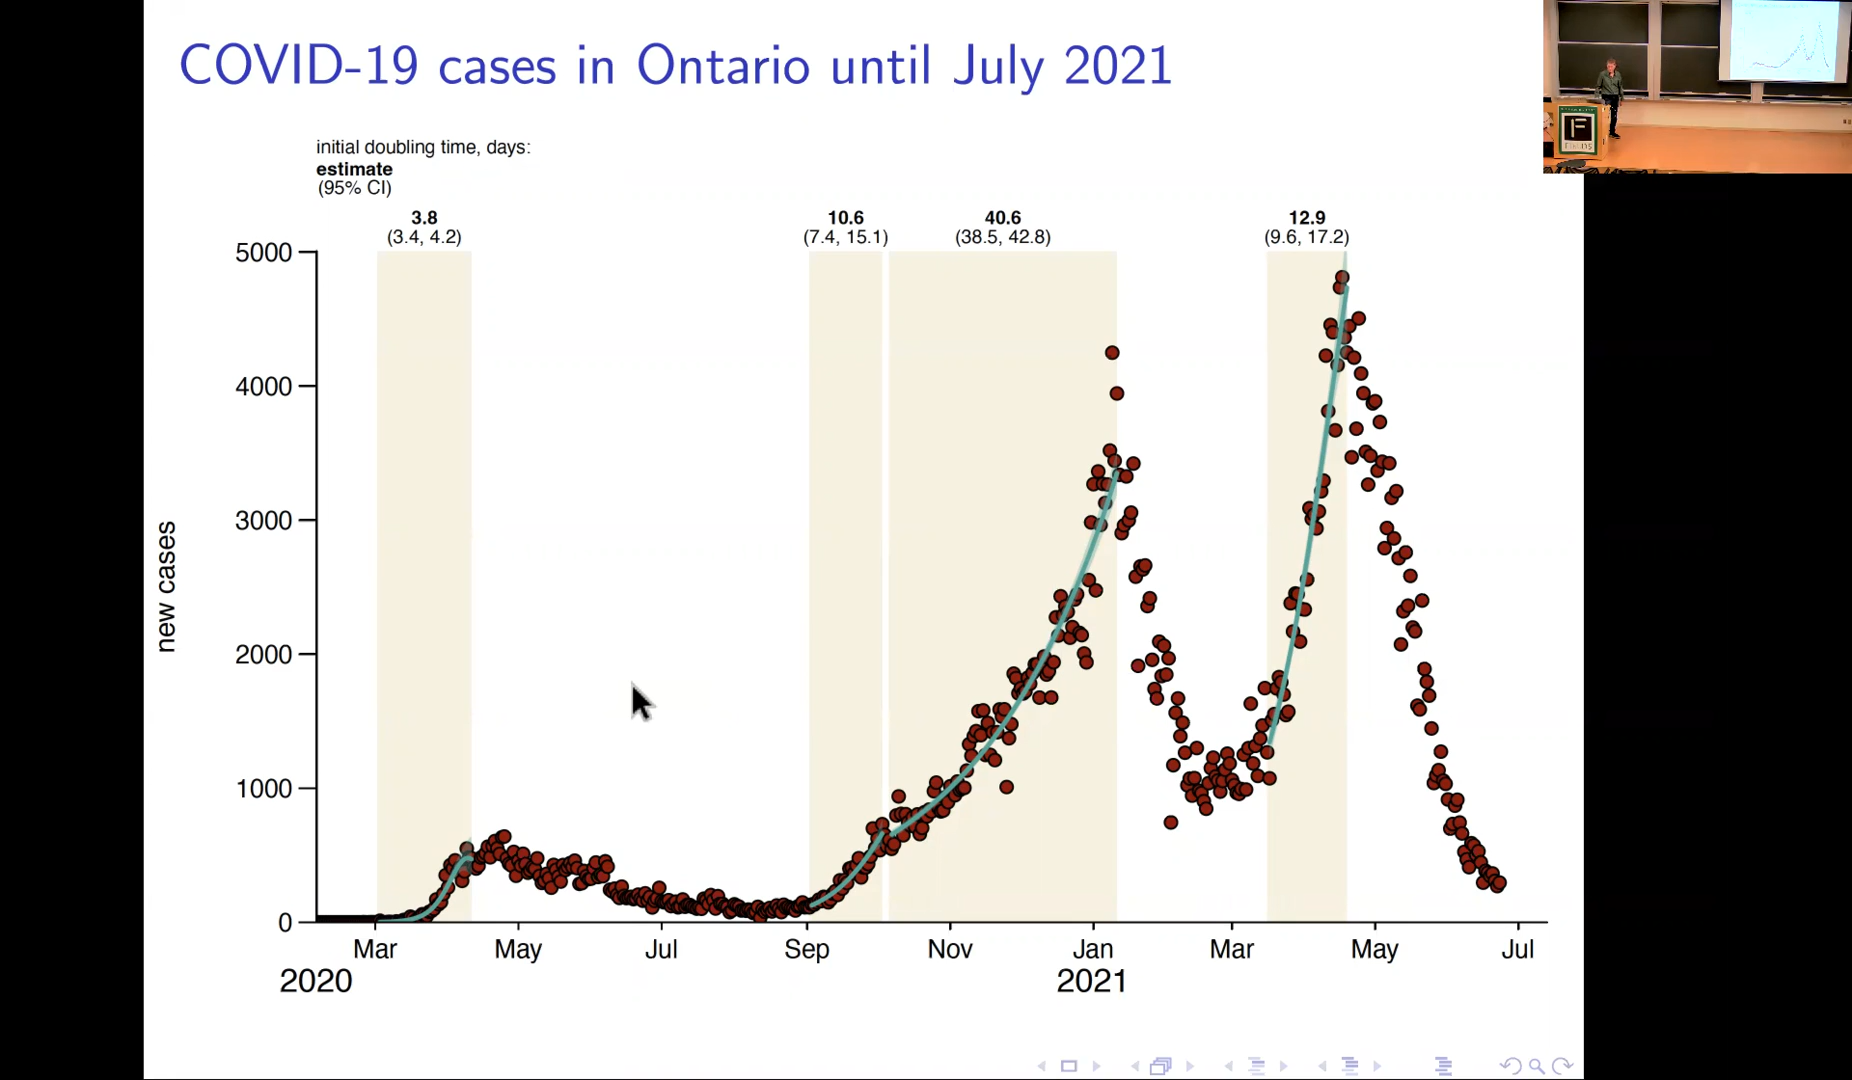 COVID-19 cases in Ontario until July 2021
initial doubling time, days:
estimate
(95% CI)
3.8
(3.4, 4.2)
10.6
(7.4, 15.1)
40.6
(38.5, 42.8)
12.9
(9.6, 17.2)
5000
4000
3000
2000
1000
0
new cases
Mar
May
Jul
Sep
Nov
Jan
Mar
May
Jul
2020
2021
F
FIELDS